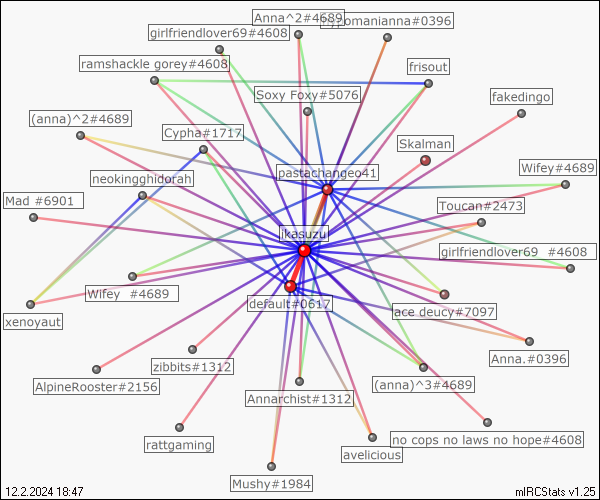 Anna^2#4689
girlfriendlover69#4608
ramshackle gorey#4608
frisout
Soxy Foxy#5076
fakedingo
(anna)^2#4689
Cypha#1717
Skalman
neokingghidorah
pastachangeo41
Wifey#4689
Mad #6901
Toucan#2473
ikasuzu
girlfriendlover69 #4608
Wifey #4689
default#0617
ace deucy#7097
xenoyaut
Anna.#0396
zibbits#1312
AlpineRooster#2156
(anna)^3#4689
Annarchist#1312
no cops no laws no hope#4608
rattgaming
avelicious
Mushy#1984
12.2.2024 18:47
mIRCStats v1.25